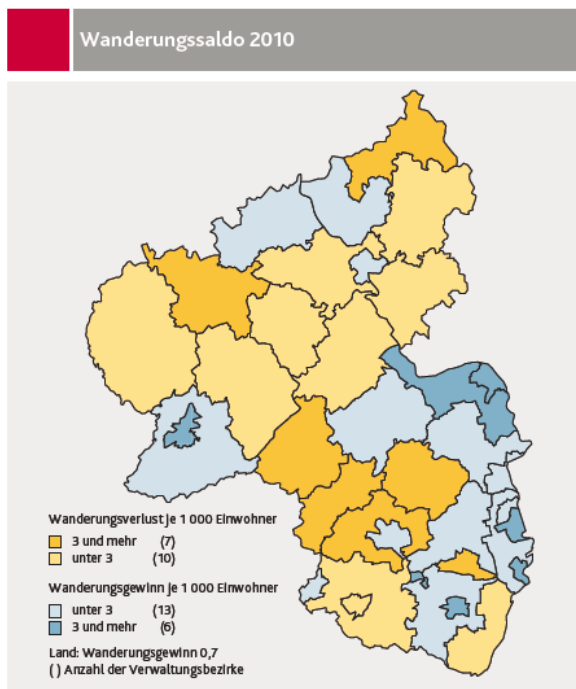 Wanderungssaldo 2010
Wanderungsverlust je 1 000 Einwohner
3 und mehr (7)
unter 3 (10)
Wanderungsgewinn je 1 000 Einwohner
unter 3 (13)
3 und mehr (6)
Land: Wanderungsgewinn 0,7
( ) Anzahl der Verwaltungsbezirke